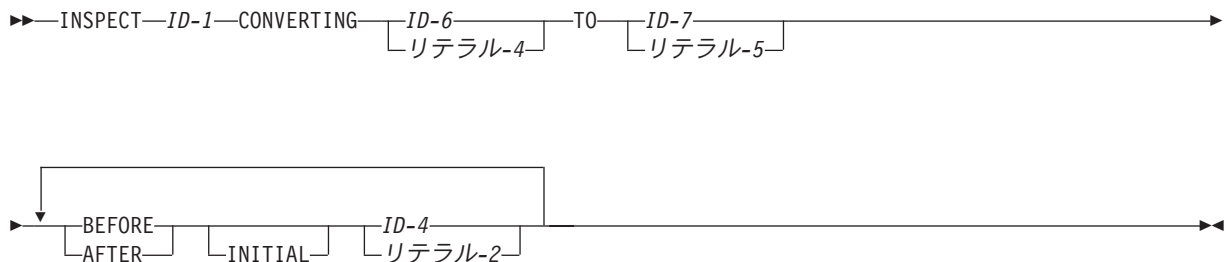 INSPECT ID-1 CONVERTING ID-6 TO ID-7
リテラル-4 リテラル-5
BEFORE ID-4
AFTER INITIAL リテラル-2